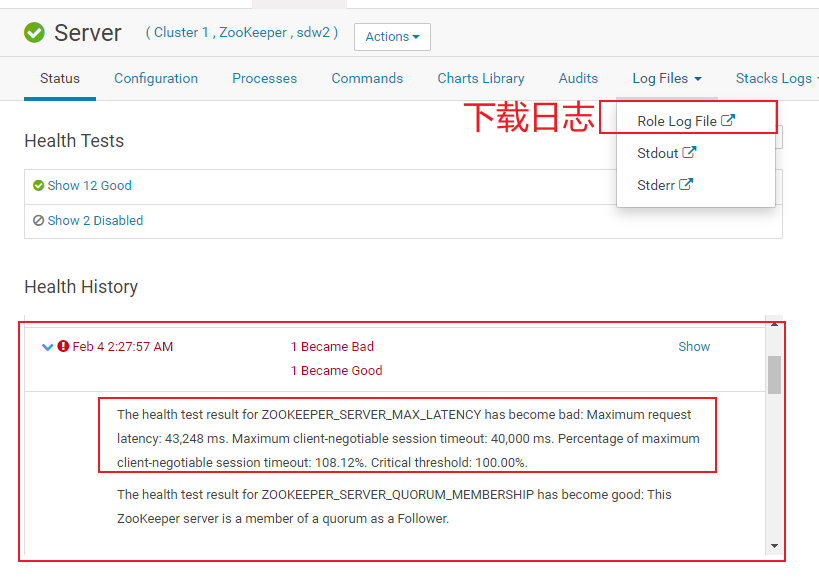 Server ( Cluster 1 , ZooKeeper , sdw2 ) Actions
Status Configuration Processes Commands Charts Library Audits Log Files Stacks Logs
下载日志 Role Log File
Health Tests
Stdout
Show 12 Good
Stderr
Show 2 Disabled
Health History
Feb 4 2:27:57 AM 1 Became Bad Show
1 Became Good
The health test result for ZOOKEEPER_SERVER_MAX_LATENCY has become bad: Maximum request
latency: 43,248 ms. Maximum client-negotiable session timeout: 40,000 ms. Percentage of maximum
client-negotiable session timeout: 108.12%. Critical threshold: 100.00%.
The health test result for ZOOKEEPER_SERVER_QUORUM_MEMBERSHIP has become good: This
ZooKeeper server is a member of a quorum as a Follower.